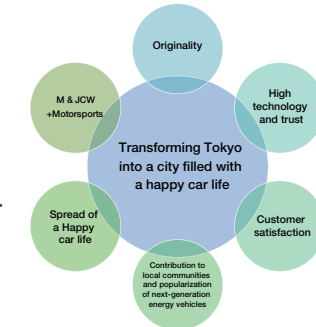 Originality
High
technology
and trust
Customer
satisfaction
Contribution to
local communities
and popularization
of next-generation
energy vehicles
Spread of
a Happy
car life
M & JCW
+Motorsports
Transforming Tokyo
into a city filled with
a happy car life